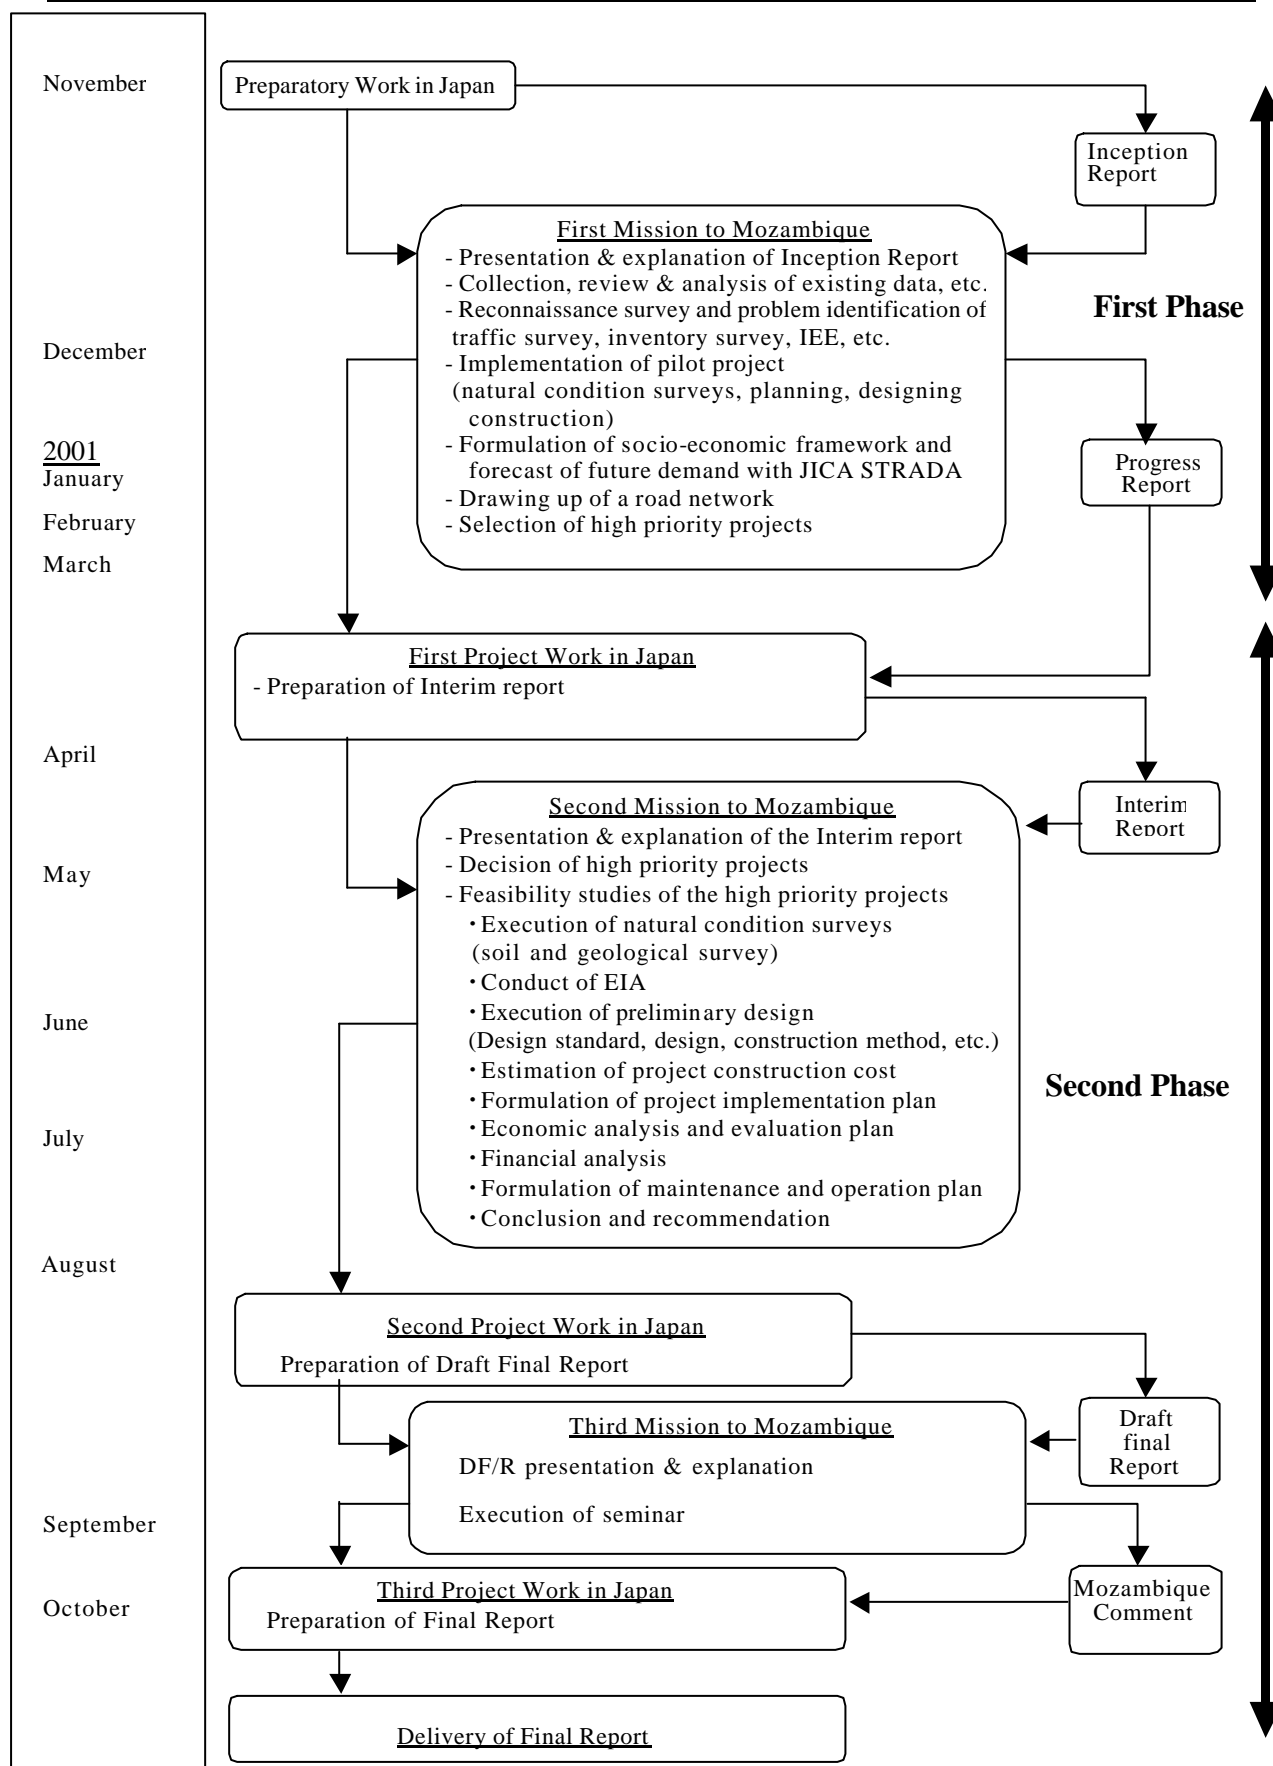 November
Preparatory Work in Japan
Inception
Report
First Mission to Mozambique
- Presentation & explanation of Inception Report
- Collection, review & analysis of existing data, etc.
- Reconnaissance survey and problem identification of
traffic survey, inventory survey, IEE, etc.
- Implementation of pilot project
(natural condition surveys, planning, designing
construction)
- Formulation of socio-economic framework and
forecast of future demand with JICA STRADA
- Drawing up of a road network
- Selection of high priority projects
First Phase
December
2001
January
February
March
Progress
Report
First Project Work in Japan
- Preparation of Interim report
April
Interim
Report
Second Mission to Mozambique
- Presentation & explanation of the Interim report
- Decision of high priority projects
- Feasibility studies of the high priority projects
・Execution of natural condition surveys
(soil and geological survey)
・Conduct of EIA
・Execution of preliminary design
(Design standard, design, construction method, etc.)
・Estimation of project construction cost
・Formulation of project implementation plan
・Economic analysis and evaluation plan
・Financial analysis
・Formulation of maintenance and operation plan
・Conclusion and recommendation
May
June
July
Second Phase
August
Second Project Work in Japan
Preparation of Draft Final Report
Third Mission to Mozambique
DF/R presentation & explanation
Execution of seminar
Draft
final
Report
September
Third Project Work in Japan
Preparation of Final Report
Mozambique
Comment
October
Delivery of Final Report